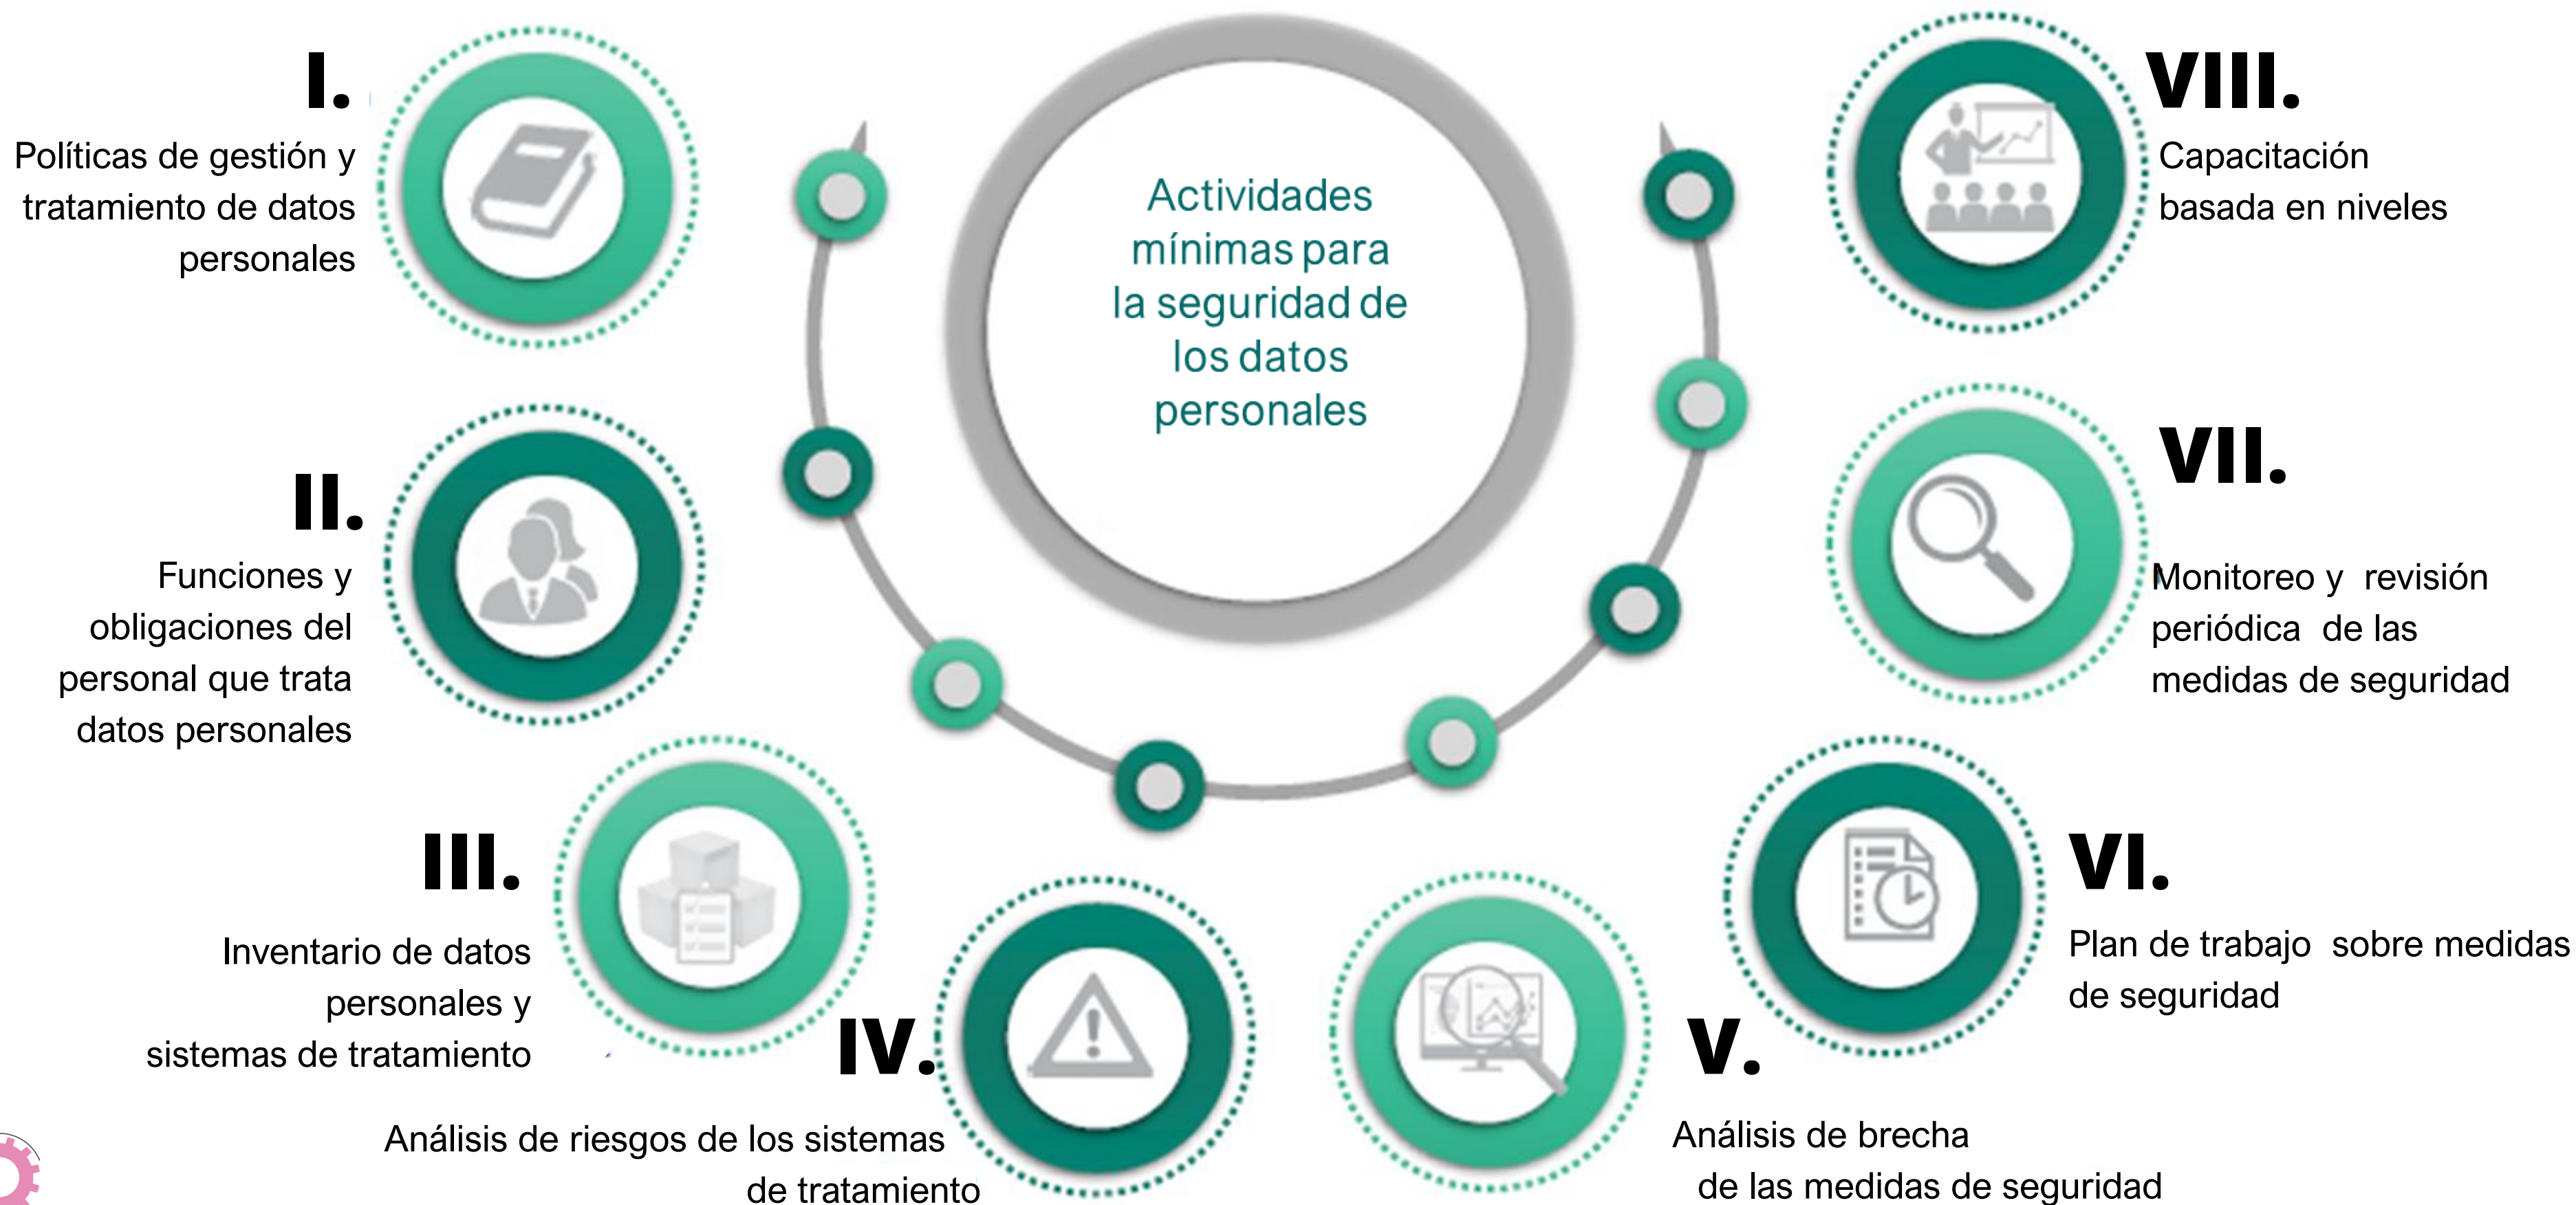 Actividades
mínimas para
la seguridad de
los datos
personales
I.
Políticas de gestión y
tratamiento de datos
personales
II.
Funciones y
obligaciones del
personal que trata
datos personales
III.
Inventario de datos
personales y
sistemas de tratamiento
IV.
Análisis de riesgos de los sistemas
de tratamiento
V.
Análisis de brecha
de las medidas de seguridad
VI.
Plan de trabajo sobre medidas
de seguridad
VII.
Monitoreo y revisión
periódica de las
medidas de seguridad
VIII.
Capacitación
basada en niveles